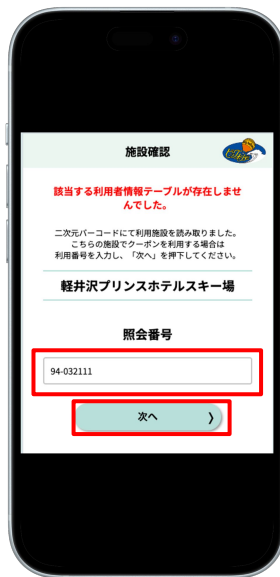 施設確認
該当する利用者情報テーブルが存在しませ
んでした。
二次元バーコードにて利用施設を読み取りました。
こちらの施設でクーポンを利用する場合は
利用番号を入力し、「次へ」を押下してください。
軽井沢プリンスホテルスキー場
照会番号
94-032111
次へ 〉